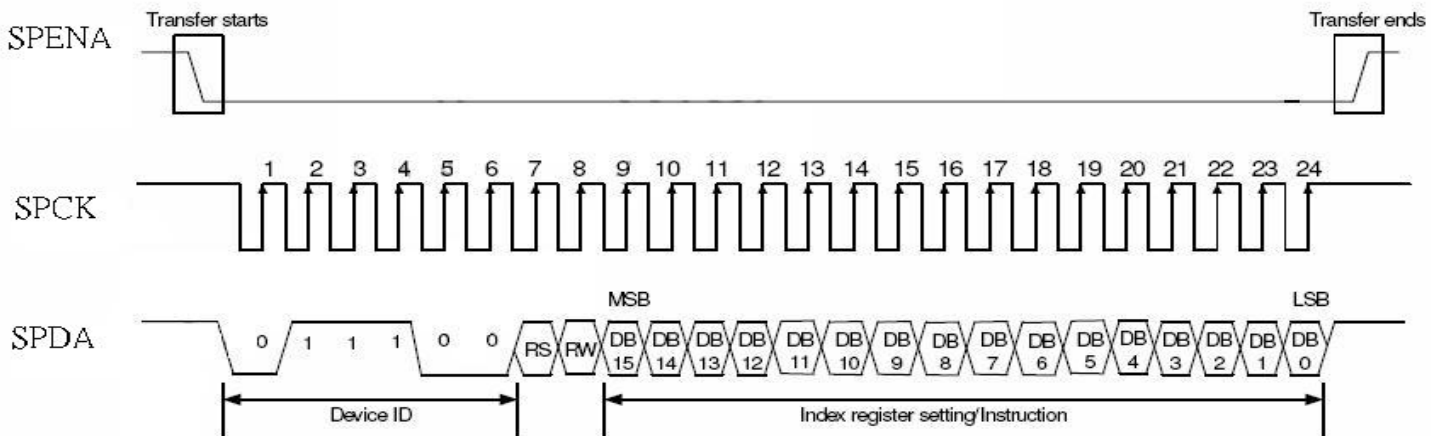 Transfer starts
Transfer ends
SPENA
1 2 3 4 5 6 7 8 9 10 11 12 13 14 15 16 17 18 19 20 21 22 23 24
SPCK
MSB
LSB
SPDA
0 1 1 1 0 0 RS RW DB 15 DB 14 DB 13 DB 12 DB 11 DB 10 DB 9 DB 8 DB 7 DB 6 DB 5 DB 4 DB 3 DB 2 DB 1 DB 0
Device ID
Index register setting/Instruction